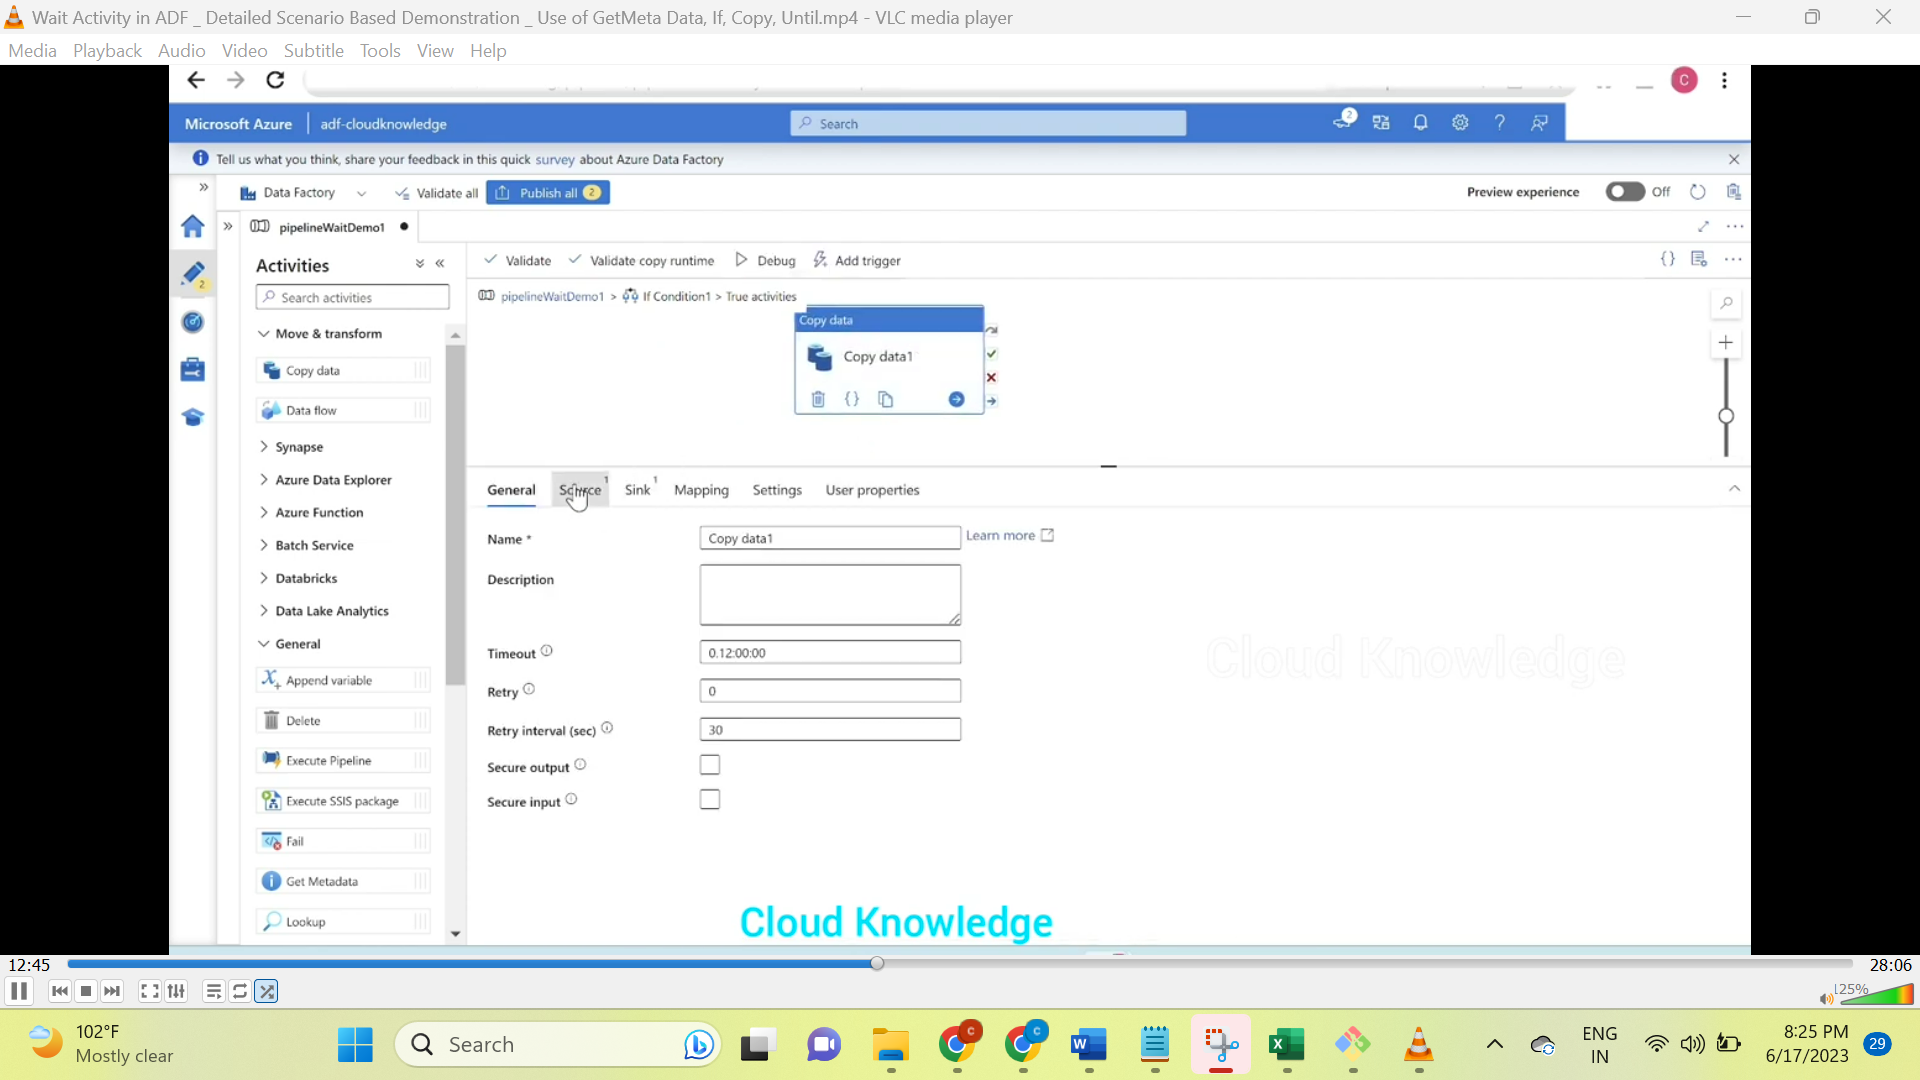 Wait Activity in ADF _ Detailed Scenario Based Demonstration _ Use of GetMeta Data, If, Copy, Until.mp4 - VLC media player
Media Playback Audio Video Subtitle Tools View Help
C
Microsoft Azure adf-cloudknowledge Search 2
Tell us what you think, share your feedback in this quick survey about Azure Data Factory
Data Factory Validate all Publish all 2 Preview experience Off
pipelineWaitDemo1
Activities
Validate Validate copy runtime Debug Add trigger
2
Search activities
pipelineWaitDemo1 > If Condition1 > True activities
Move & transform
Copy data
Data flow
Synapse
Azure Data Explorer
Azure Function
Batch Service
Databricks
Data Lake Analytics
General
Append variable
Delete
Execute Pipeline
Execute SSIS package
Fail
Get Metadata
Lookup
Copy data
Copy data1
General Source 1 Sink 1 Mapping Settings User properties
Name * Copy data1 Learn more
Description
Timeout 0.12:00:00
Retry 0
Retry interval (sec) 30
Secure output
Secure input
Cloud Knowledge
Cloud Knowledge
12:45 28:06
125%
102°F
Mostly clear
Search
C
C
ENG
IN
8:25 PM
6/17/2023
29